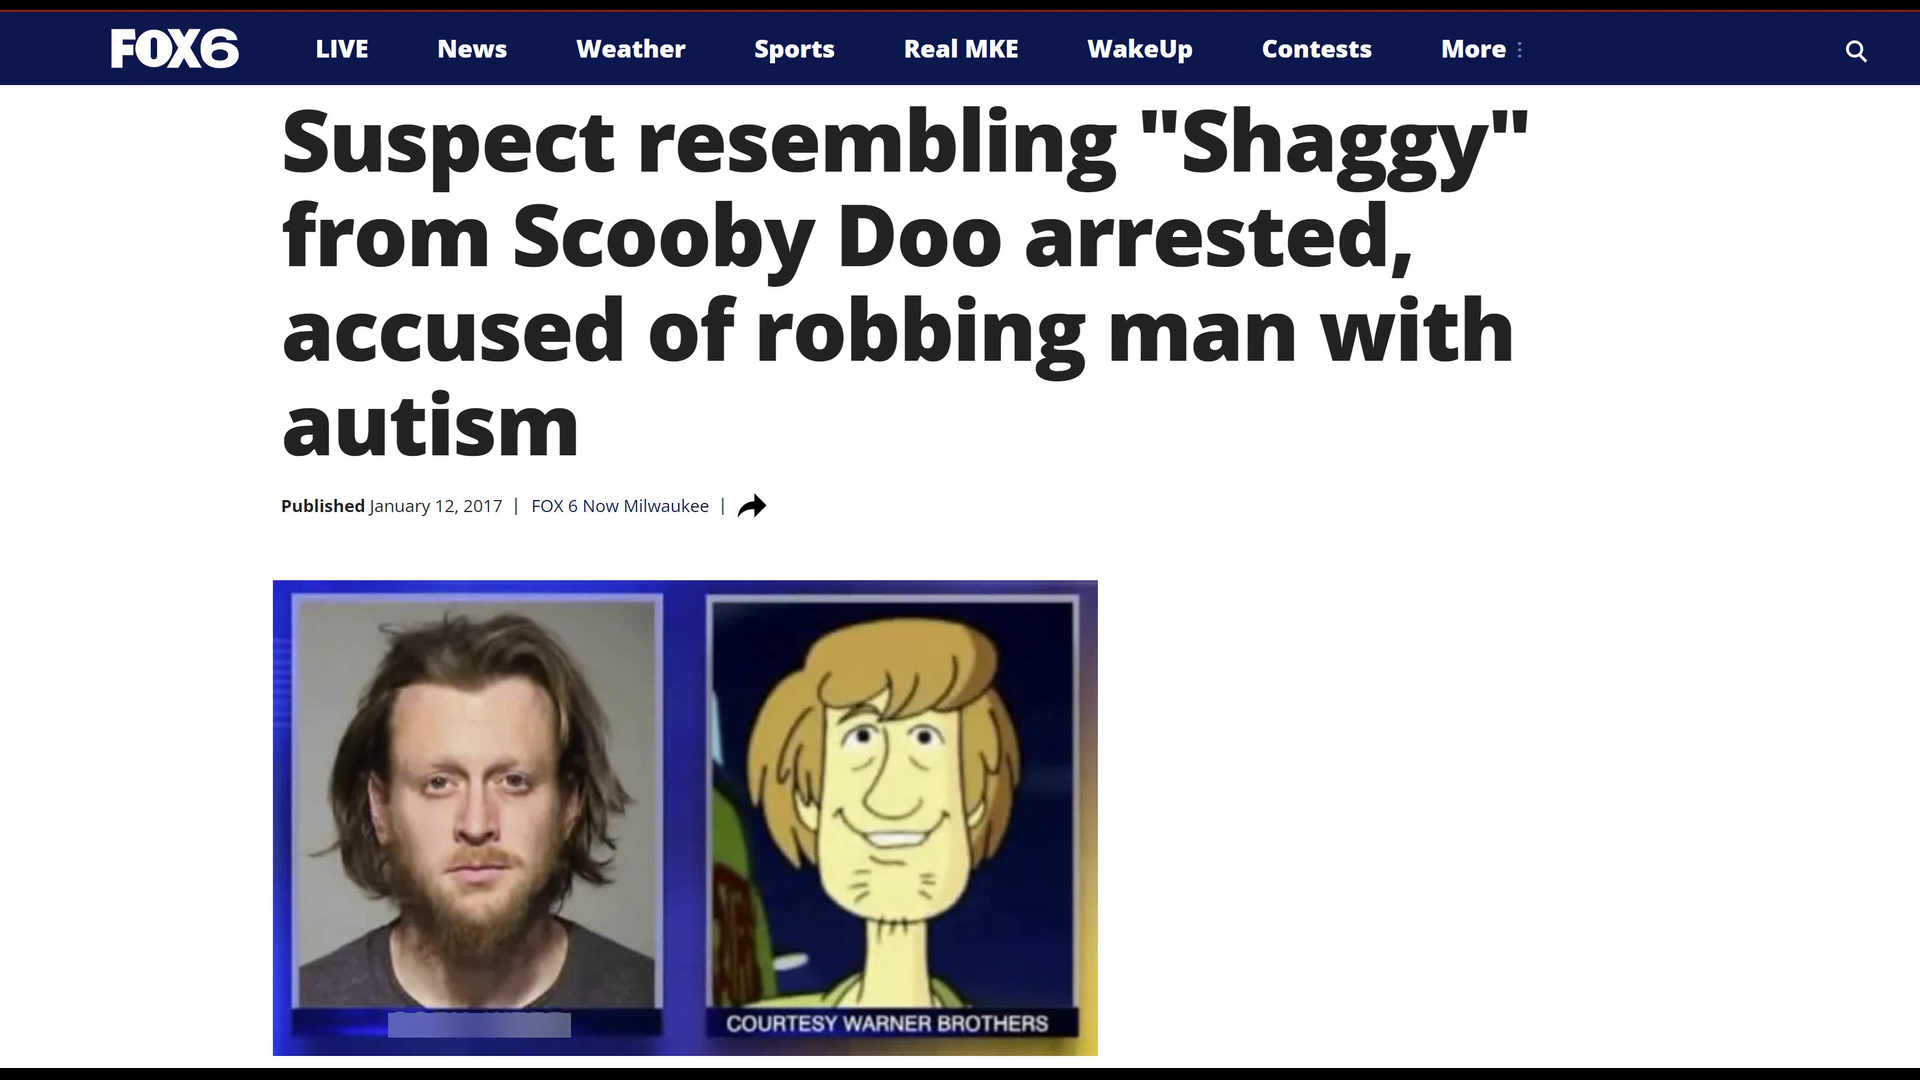 FOX6 LIVE News Weather Sports Real MKE WakeUp Contests More
Suspect resembling "Shaggy"
from Scooby Doo arrested,
accused of robbing man with
autism
Published January 12, 2017 | FOX 6 Now Milwaukee |
COURTESY WARNER BROTHERS